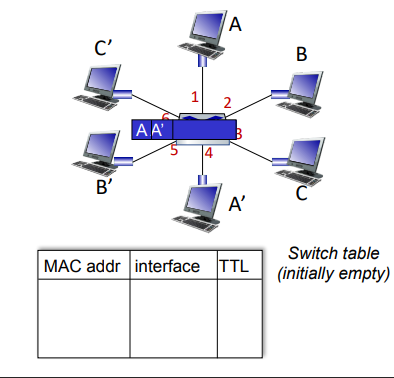 A
C’
B
1
2
6
A A’
3
5
4
B’
A’
C
MAC addr interface TTL
Switch table
(initially empty)